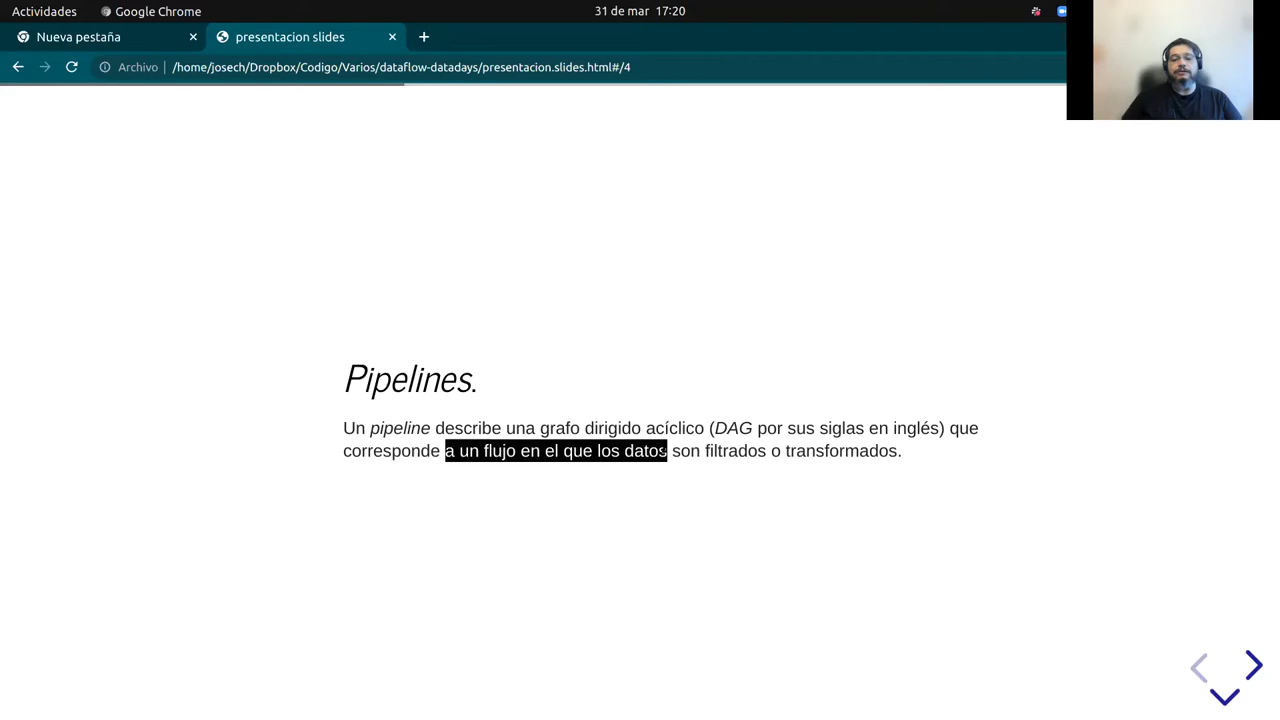 Actividades Google Chrome 31 de mar 17:20
Nueva pestaña × presentacion slides × +
Archivo | /home/josech/Dropbox/Codigo/Varios/dataflow-datadays/presentacion.slides.html#/4
Pipelines.
Un pipeline describe una grafo dirigido acíclico (DAG por sus siglas en inglés) que
corresponde a un flujo en el que los datos son filtrados o transformados.